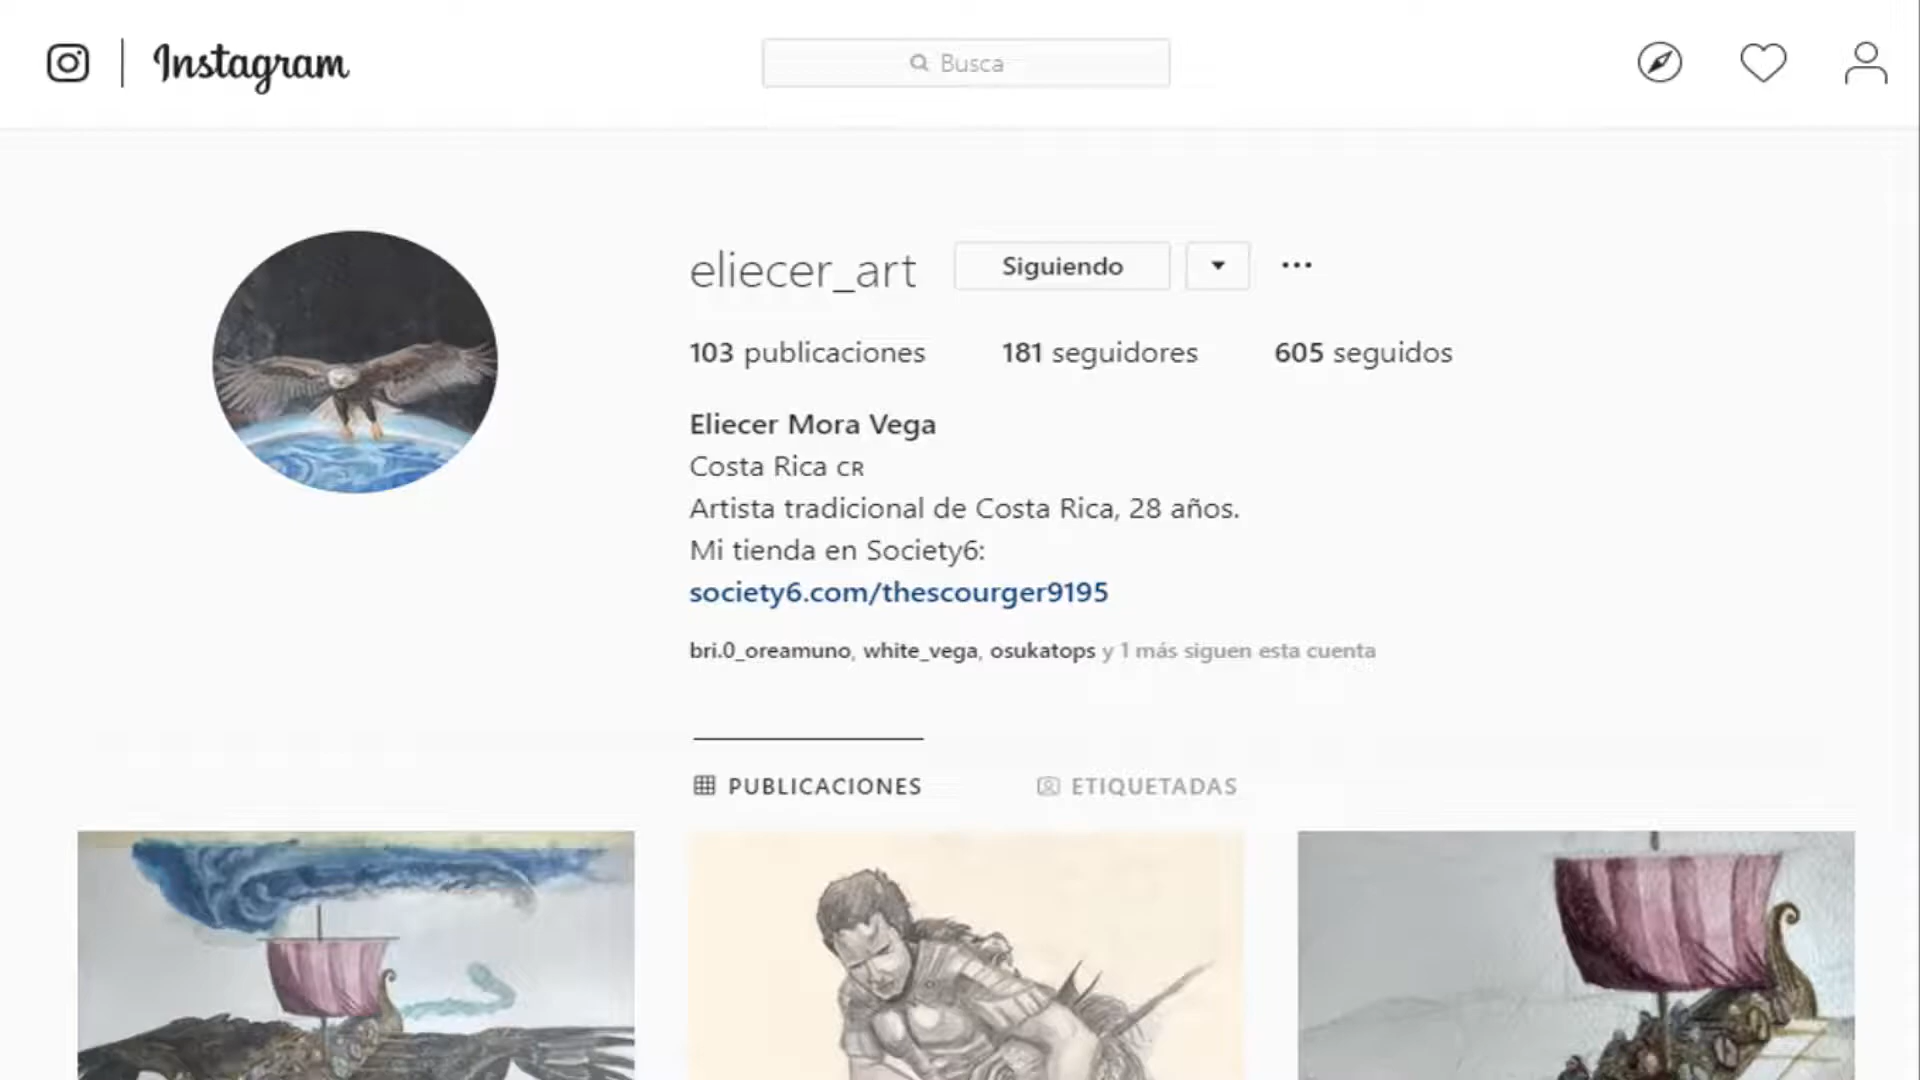 Instagram
Busca
eliecer_art Siguiendo
103 publicaciones 181 seguidores 605 seguidos
Eliecer Mora Vega
Costa Rica CR
Artista tradicional de Costa Rica, 28 años.
Mi tienda en Society6:
society6.com/thescourger9195
bri.0_oreamuno, white_vega, osukatops y 1 más siguen esta cuenta
PUBLICACIONES ETIQUETADAS